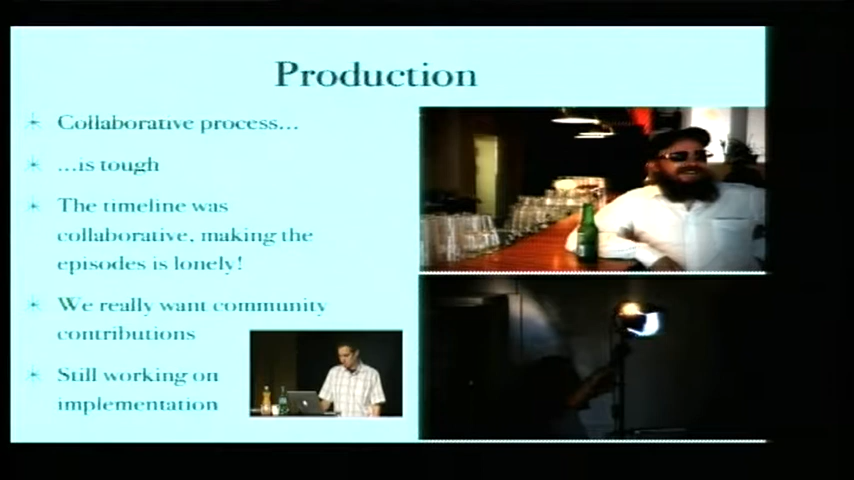 Production
Collaborative process...
...is tough
The timeline was
collaborative, making the
episodes is lonely!
We really want community
contributions
Still working on
implementation